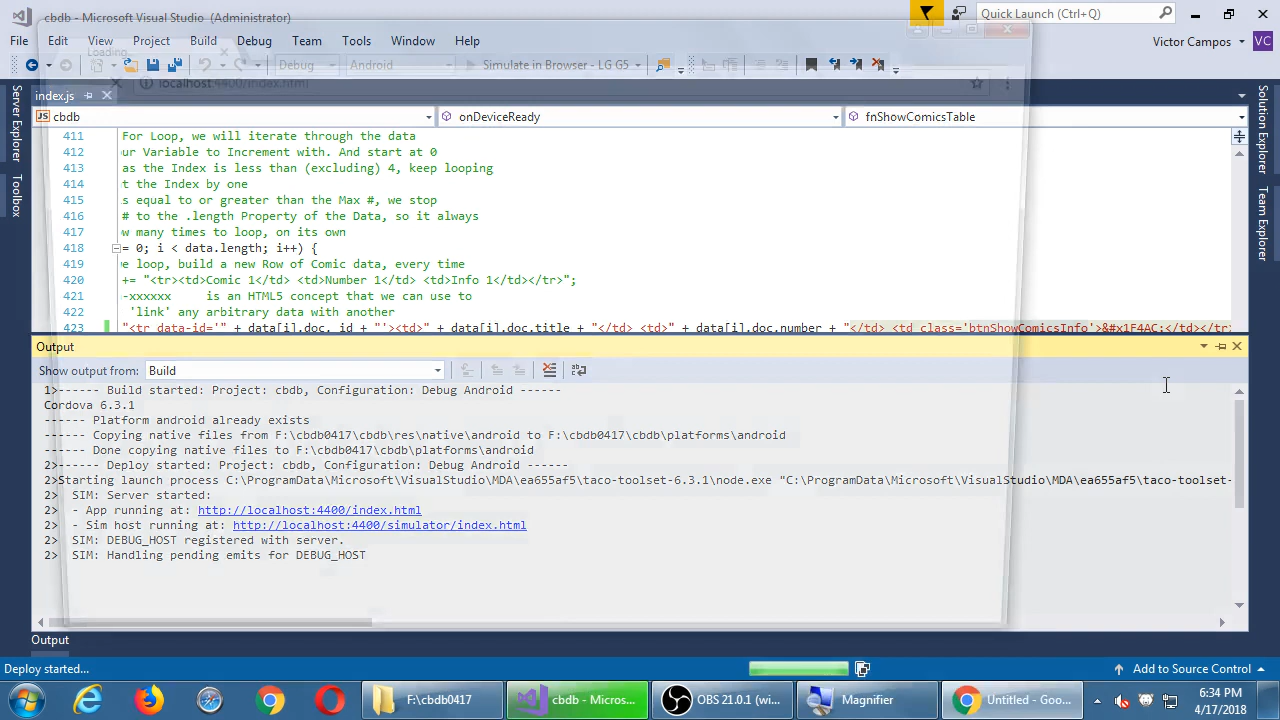 cbdb - Microsoft Visual Studio (Administrator)
Quick Launch (Ctrl+Q)
File Edit View Project Build Debug Team Tools Window Help
Victor Campos VC
Loading...
Debug Android Simulate in Browser - LG G5
localhost:4400/index.html
index.js
cbdb onDeviceReady fnShowComicsTable
Server Explorer
Toolbox
Solution Explorer
Team Explorer
411 For Loop, we will iterate through the data
412 ur Variable to Increment with. And start at 0
413 as the Index is less than (excluding) 4, keep looping
414 t the Index by one
415 s equal to or greater than the Max #, we stop
416 # to the .length Property of the Data, so it always
417 w many times to loop, on its own
418 = 0; i < data.length; i++) {
419 e loop, build a new Row of Comic data, every time
420 += "<tr><td>Comic 1</td> <td>Number 1</td> <td>Info 1</td></tr>";
421 -xxxxxx is an HTML5 concept that we can use to
422 'link' any arbitrary data with another
423 "<tr data-id='" + data[i].doc._id + "'><td>" + data[i].doc.title + "</td> <td>" + data[i].doc.number + "</td> <td class='btnShowComicsInfo'>&#x1F4AC;</td></tr>
Output
Show output from: Build
1>------ Build started: Project: cbdb, Configuration: Debug Android ------
Cordova 6.3.1
------ Platform android already exists
------ Copying native files from F:\cbdb0417\cbdb\res\native\android to F:\cbdb0417\cbdb\platforms\android
------ Done copying native files to F:\cbdb0417\cbdb\platforms\android
2>------ Deploy started: Project: cbdb, Configuration: Debug Android ------
2>Starting launch process C:\ProgramData\Microsoft\VisualStudio\MDA\ea655af5\taco-toolset-6.3.1\node.exe "C:\ProgramData\Microsoft\VisualStudio\MDA\ea655af5\taco-toolset-
2> SIM: Server started:
2> - App running at: http://localhost:4400/index.html
2> - Sim host running at: http://localhost:4400/simulator/index.html
2> SIM: DEBUG_HOST registered with server.
2> SIM: Handling pending emits for DEBUG_HOST
Output
Deploy started...
Add to Source Control
F:\cbdb0417
cbdb - Micros...
OBS 21.0.1 (wi...
Magnifier
Untitled - Goo...
6:34 PM
4/17/2018